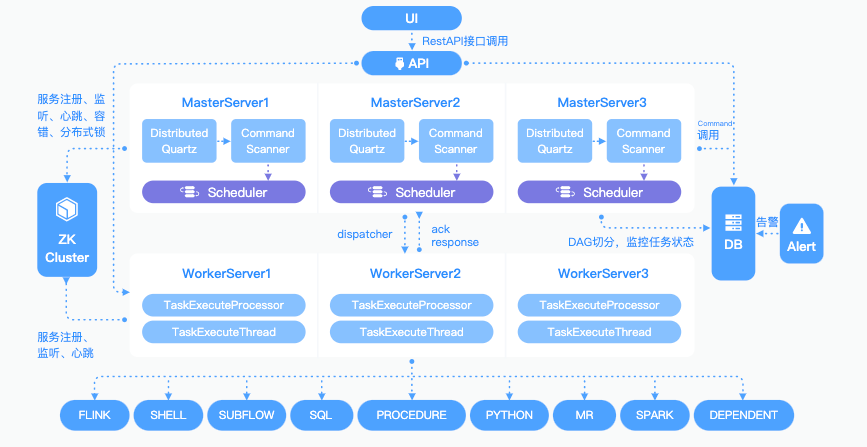 UI
RestAPI接口调用
API
服务注册、监
听、心跳、容
错、分布式锁
MasterServer1
MasterServer2
MasterServer3
Distributed
Quartz
Command
Scanner
Distributed
Quartz
Command
Scanner
Distributed
Quartz
Command
Scanner
Command
调用
Scheduler
Scheduler
Scheduler
ZK
Cluster
dispatcher
ack
response
DAG切分，监控任务状态
DB
告警
Alert
WorkerServer1
WorkerServer2
WorkerServer3
TaskExecuteProcessor
TaskExecuteProcessor
TaskExecuteProcessor
TaskExecuteThread
TaskExecuteThread
TaskExecuteThread
服务注册、
监听、心跳
FLINK
SHELL
SUBFLOW
SQL
PROCEDURE
PYTHON
MR
SPARK
DEPENDENT